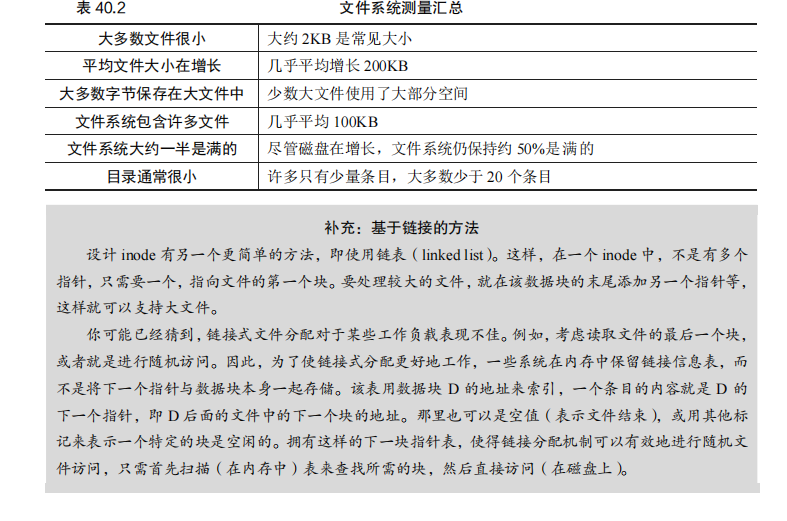 表 40.2 文件系统测量汇总
大多数文件很小 大约 2KB 是常见大小
平均文件大小在增长 几乎平均增长 200KB
大多数字节保存在大文件中 少数大文件使用了大部分空间
文件系统包含许多文件 几乎平均 100KB
文件系统大约一半是满的 尽管磁盘在增长，文件系统仍保持约 50%是满的
目录通常很小 许多只有少量条目，大多数少于 20 个条目
补充：基于链接的方法
设计 inode 有另一个更简单的方法，即使用链表（linked list）。这样，在一个 inode 中，不是有多个
指针，只需要一个，指向文件的第一个块。要处理较大的文件，就在该数据块的末尾添加另一个指针等，
这样就可以支持大文件。
你可能已经猜到，链接式文件分配对于某些工作负载表现不佳。例如，考虑读取文件的最后一个块，
或者就是进行随机访问。因此，为了使链接式分配更好地工作，一些系统在内存中保留链接信息表，而
不是将下一个指针与数据块本身一起存储。该表用数据块 D 的地址来索引，一个条目的内容就是 D 的
下一个指针，即 D 后面的文件中的下一个块的地址。那里也可以是空值（表示文件结束），或用其他标
记来表示一个特定的块是空闲的。拥有这样的下一块指针表，使得链接分配机制可以有效地进行随机文
件访问，只需首先扫描（在内存中）表来查找所需的块，然后直接访问（在磁盘上）。